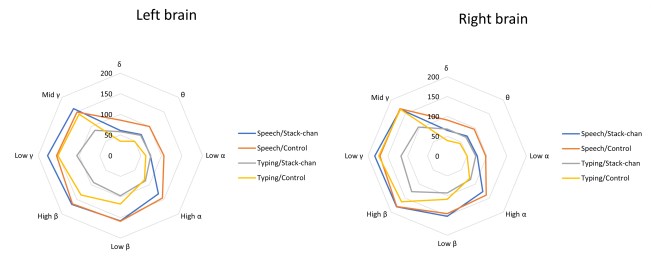 Left brain
δ
200
Mid γ
θ
150
100
50
Low γ
0
Low α
High β
High α
Low β
Speech/Stack-chan
Speech/Control
Typing/Stack-chan
Typing/Control
Right brain
δ
200
Mid γ
θ
150
100
50
Low γ
0
Low α
High β
High α
Low β
Speech/Stack-chan
Speech/Control
Typing/Stack-chan
Typing/Control